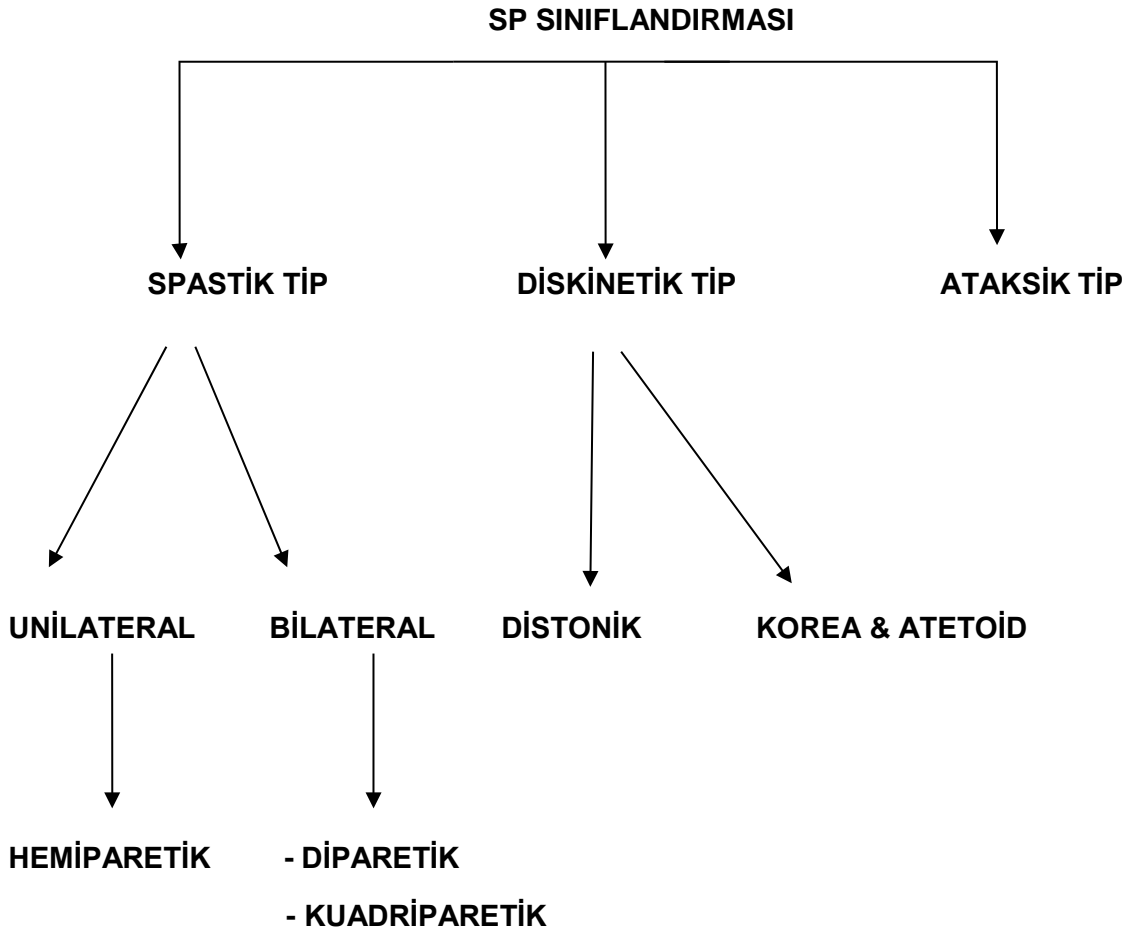 SP SINIFLANDIRMASI
SPASTİK TİP DİSKİNETİK TİP ATAKSİK TİP
UNİLATERAL BİLATERAL DİSTONİK KOREA & ATETOİD
HEMİPARETİK - DİPARETİK
- KUADRİPARETİK